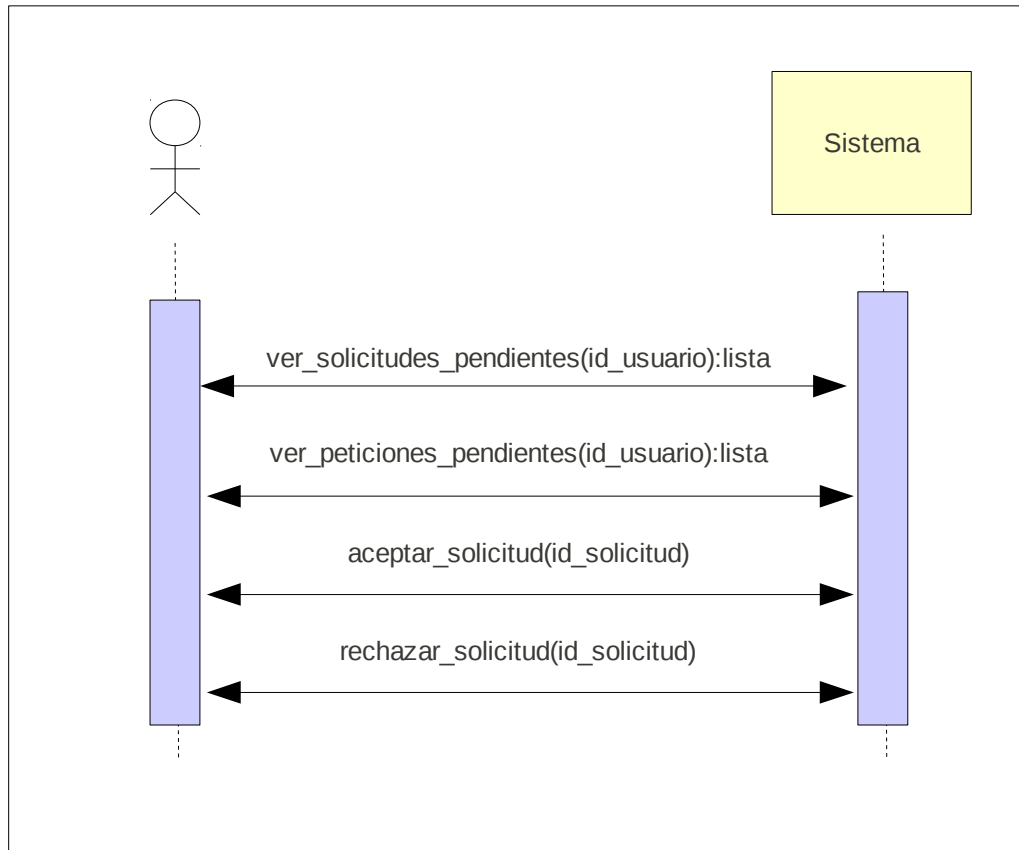 Sistema
ver_solicitudes_pendientes(id_usuario):lista
ver_peticiones_pendientes(id_usuario):lista
aceptar_solicitud(id_solicitud)
rechazar_solicitud(id_solicitud)